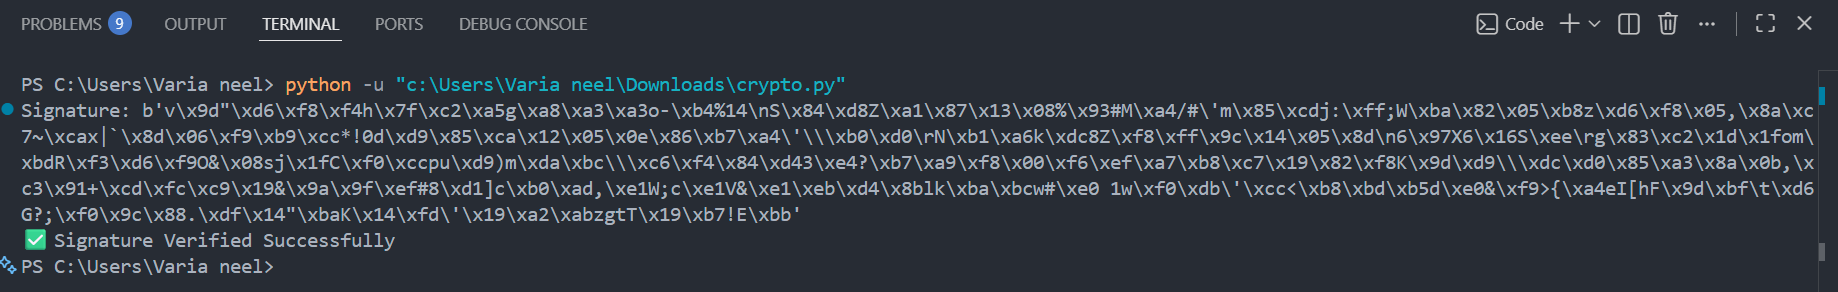 PROBLEMS 9 OUTPUT TERMINAL PORTS DEBUG CONSOLE Code
PS C:\Users\Varia neel> python -u "c:\Users\Varia neel\Downloads\crypto.py"
Signature: b'v\x9d"\xd6\xf8\xf4h\x7f\xc2\xa5g\xa8\xa3\xa3o-\xb4%14\nS\x84\xd8Z\xa1\x87\x13\x08%\x93#M\xa4/#\'m\x85\xcdj:\xff;W\xba\x82\x05\xb8z\xd6\xf8\x05,\x8a\xc
7~\xcax|`\x8d\x06\xf9\xb9\xcc*!0d\xd9\x85\xca\x12\x05\x0e\x86\xb7\xa4\'\\\xb0\xd0\rN\xb1\xa6k\xdc8Z\xf8\xff\x9c\x14\x05\x8d\n6\x97X6\x16S\xee\rg\x83\xc2\x1d\x1fom\
xbdR\xf3\xd6\xf9O&\x08sj\x1fC\xf0\xccpu\xd9)m\xda\xbc\\\xc6\xf4\x84\xd43\xe4?\xb7\xa9\xf8\x00\xf6\xef\xa7\xb8\xc7\x19\x82\xf8K\x9d\xd9\\\xdc\xd0\x85\xa3\x8a\x0b,\x
c3\x91+\xcd\xfc\xc9\x19&\x9a\x9f\xef#8\xd1]c\xb0\xad,\xe1W;c\xe1V&\xe1\xeb\xd4\x8blk\xba\xbcw#\xe0 1w\xf0\xdb\'\xcc<\xb8\xbd\xb5d\xe0&\xf9>{\xa4eI[hF\x9d\xbf\t\xd6
G?;\xf0\x9c\x88.\xdf\x14"\xbaK\x14\xfd\'\x19\xa2\xabzgtT\x19\xb7!E\xbb'
✅ Signature Verified Successfully
PS C:\Users\Varia neel>